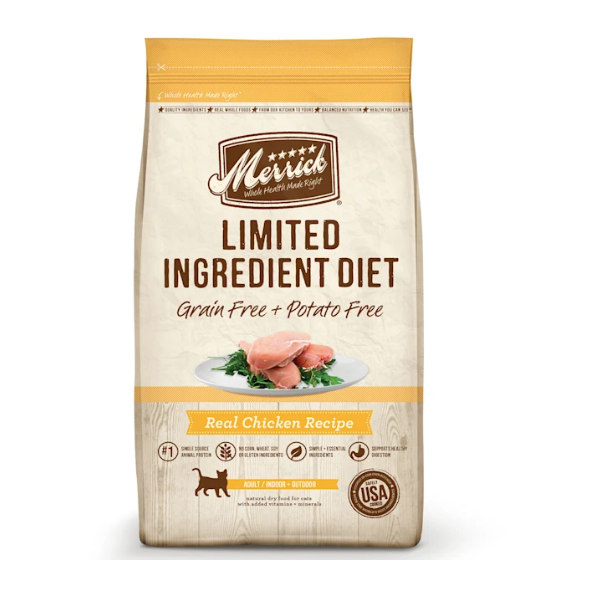 Whole Health Made Right
★ QUALITY INGREDIENTS ★ REAL WHOLE FOODS ★ FROM OUR KITCHEN TO YOURS ★ BALANCED NUTRITION ★ HEALTH YOU CAN SEE
Merrick
Whole Health Made Right
®
LIMITED
INGREDIENT DIET
Grain Free + Potato Free
Real Chicken Recipe
#1
SINGLE SOURCE
ANIMAL PROTEIN
NO CORN, WHEAT, SOY
OR GLUTEN INGREDIENTS
SIMPLE + ESSENTIAL
INGREDIENTS
SUPPORTS HEALTHY
DIGESTION
ADULT / INDOOR + OUTDOOR
natural dry food for cats
with added vitamins + minerals
SAFELY
USA
COOKED